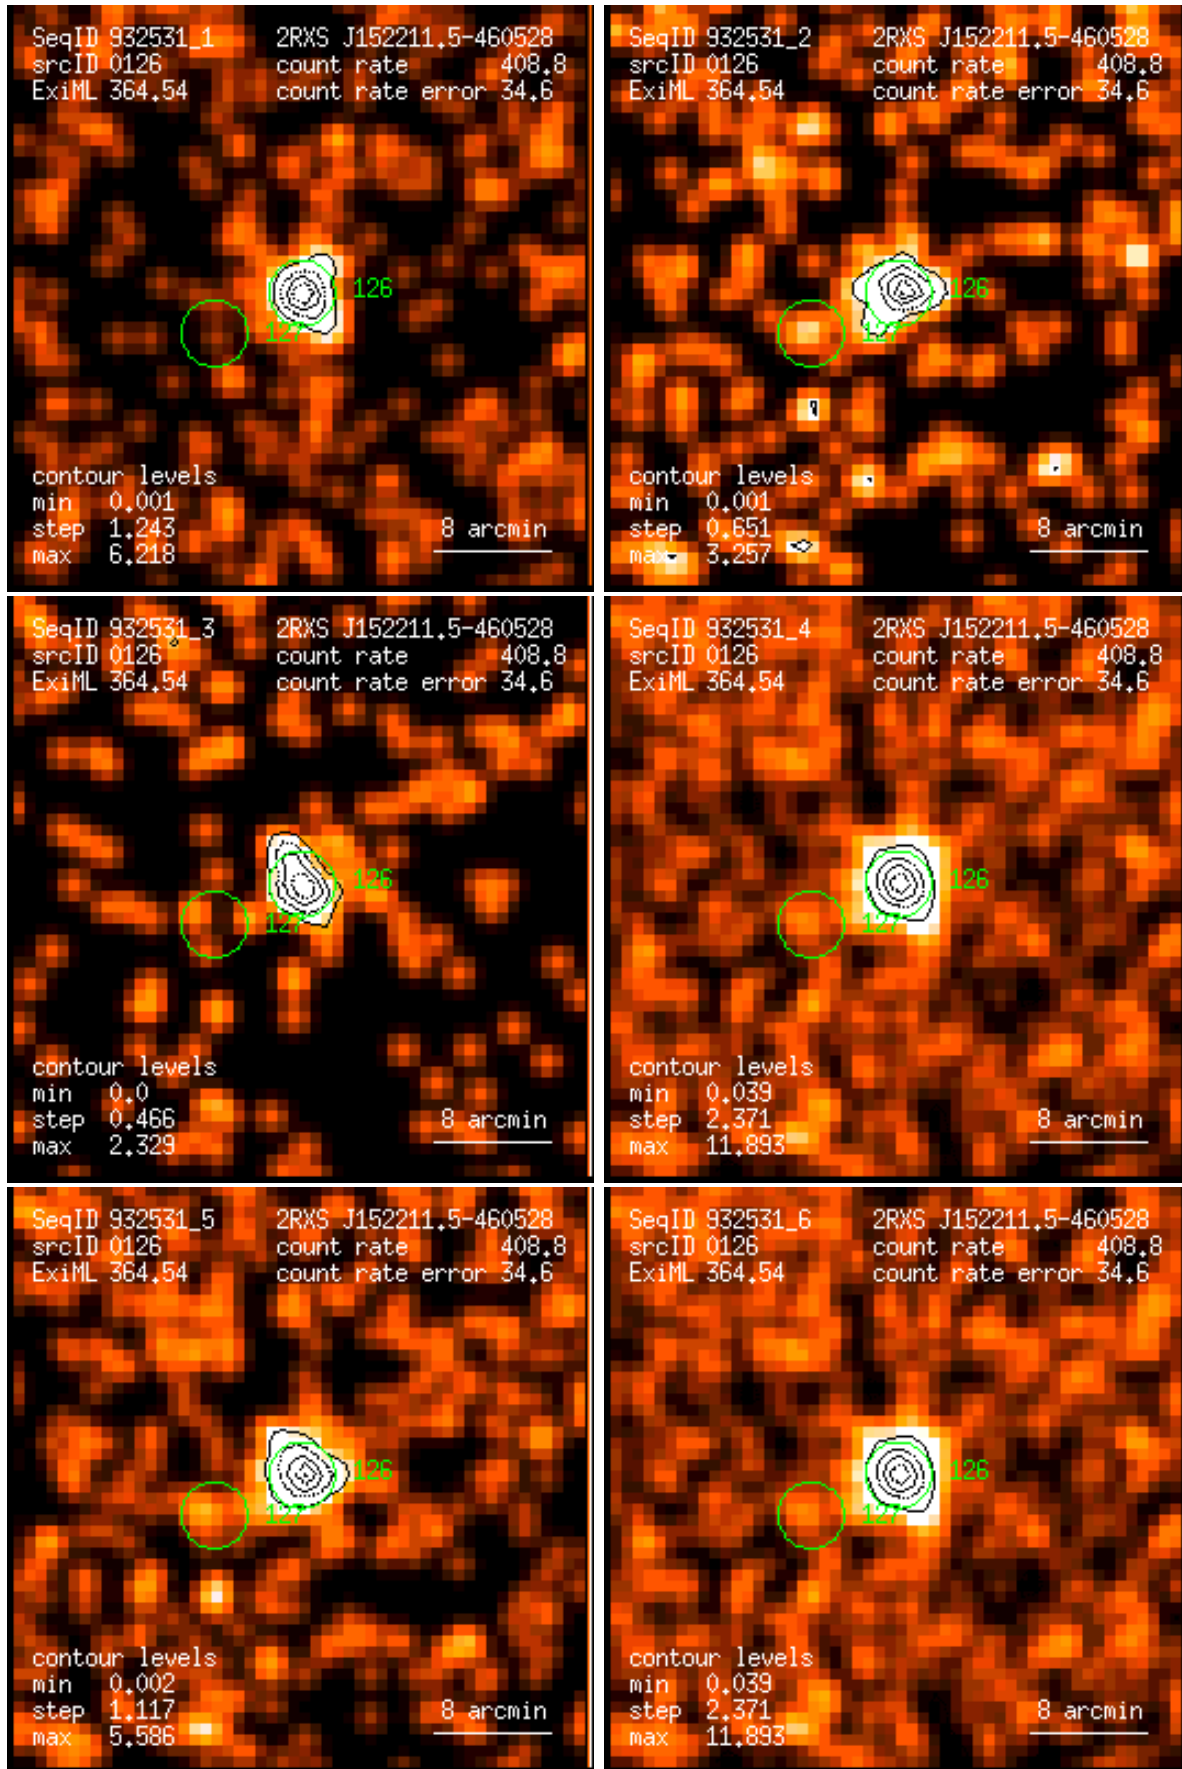 SeqID 932531_1 2RXS J152211.5-460528
srcID 0126 count rate 408.8
ExiML 364.54 count rate error 34.6
126
127
contour levels
min 0.001
step 1.243 8 arcmin
max 6.218
SeqID 932531_2 2RXS J152211.5-460528
srcID 0126 count rate 408.8
ExiML 364.54 count rate error 34.6
126
127
contour levels
min 0.001
step 0.651 8 arcmin
max 3.257
SeqID 932531_3 2RXS J152211.5-460528
srcID 0126 count rate 408.8
ExiML 364.54 count rate error 34.6
126
127
contour levels
min 0.0
step 0.466 8 arcmin
max 2.329
SeqID 932531_4 2RXS J152211.5-460528
srcID 0126 count rate 408.8
ExiML 364.54 count rate error 34.6
126
127
contour levels
min 0.039
step 2.371 8 arcmin
max 11.893
SeqID 932531_5 2RXS J152211.5-460528
srcID 0126 count rate 408.8
ExiML 364.54 count rate error 34.6
126
127
contour levels
min 0.002
step 1.117 8 arcmin
max 5.586
SeqID 932531_6 2RXS J152211.5-460528
srcID 0126 count rate 408.8
ExiML 364.54 count rate error 34.6
126
127
contour levels
min 0.039
step 2.371 8 arcmin
max 11.893